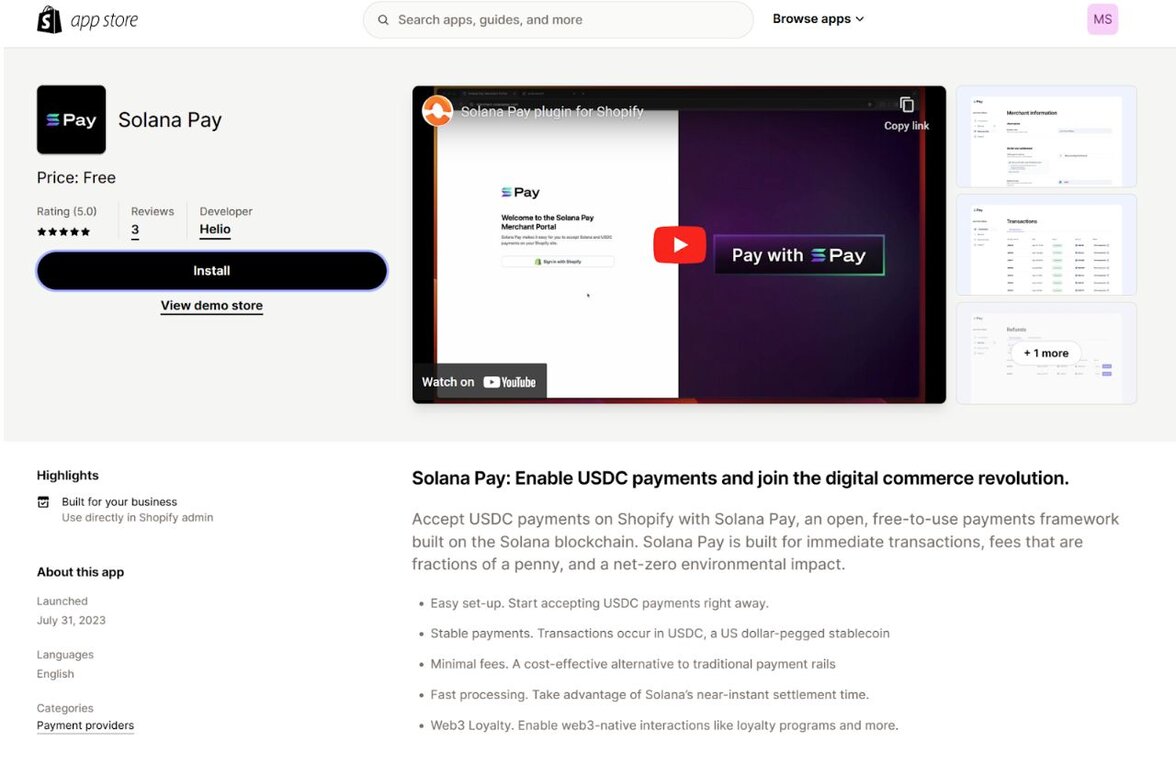 app store
Search apps, guides, and more
Browse apps
MS
Pay
Solana Pay
Price: Free
Rating (5.0)
Reviews
3
Developer
Helio
Install
View demo store
Solana Pay plugin for Shopify
Copy link
Pay
Welcome to the Solana Pay
Merchant Portal
Solana Pay makes it easy for you to accept Solana and USDC
payments on your Shopify site.
Sign in with Shopify
Pay with Pay
Watch on YouTube
Pay
Merchant information
Pay
Transactions
Pay
Refunds
+ 1 more
Highlights
Built for your business
Use directly in Shopify admin
About this app
Launched
July 31, 2023
Languages
English
Categories
Payment providers
Solana Pay: Enable USDC payments and join the digital commerce revolution.
Accept USDC payments on Shopify with Solana Pay, an open, free-to-use payments framework
built on the Solana blockchain. Solana Pay is built for immediate transactions, fees that are
fractions of a penny, and a net-zero environmental impact.
• Easy set-up. Start accepting USDC payments right away.
• Stable payments. Transactions occur in USDC, a US dollar-pegged stablecoin
• Minimal fees. A cost-effective alternative to traditional payment rails
• Fast processing. Take advantage of Solana’s near-instant settlement time.
• Web3 Loyalty. Enable web3-native interactions like loyalty programs and more.